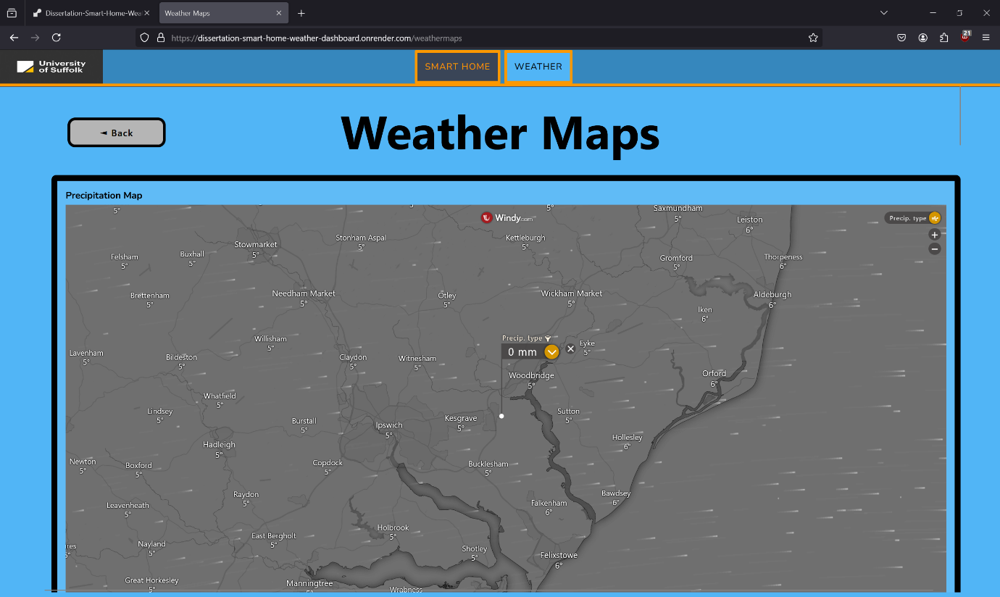 Dissertation-Smart-Home-Wea
Weather Maps
https://dissertation-smart-home-weather-dashboard.onrender.com/weathermaps
21
University
of Suffolk
SMART HOME
WEATHER
◄ Back
Weather Maps
Precipitation Map
Windy.com
Precip. type
+
−
5°
5°
Saxmundham
5°
Leiston
6°
Stonham Aspal
5°
Kettleburgh
5°
Stowmarket
5°
Felsham
5°
Buxhall
5°
Gromford
5°
Thorpeness
6°
Brettenham
5°
Needham Market
5°
Otley
5°
Wickham Market
5°
Aldeburgh
6°
Iken
6°
Willisham
5°
Precip. type
0 mm
Eyke
5°
Lavenham
5°
Bildeston
5°
Claydon
5°
Witnesham
5°
Woodbridge
5°
Orford
6°
Whatfield
5°
Lindsey
5°
Burstall
5°
Ipswich
5°
Kesgrave
5°
Sutton
5°
Hollesley
6°
Hadleigh
5°
Newton
5°
Boxford
5°
Copdock
5°
Bucklesham
5°
Raydon
5°
Bawdsey
6°
Leavenheath
5°
Falkenham
6°
Holbrook
5°
East Bergholt
5°
Nayland
5°
Shotley
5°
Felixstowe
6°
Great Horkesley
5°
Manningtree
5°
Wrabness